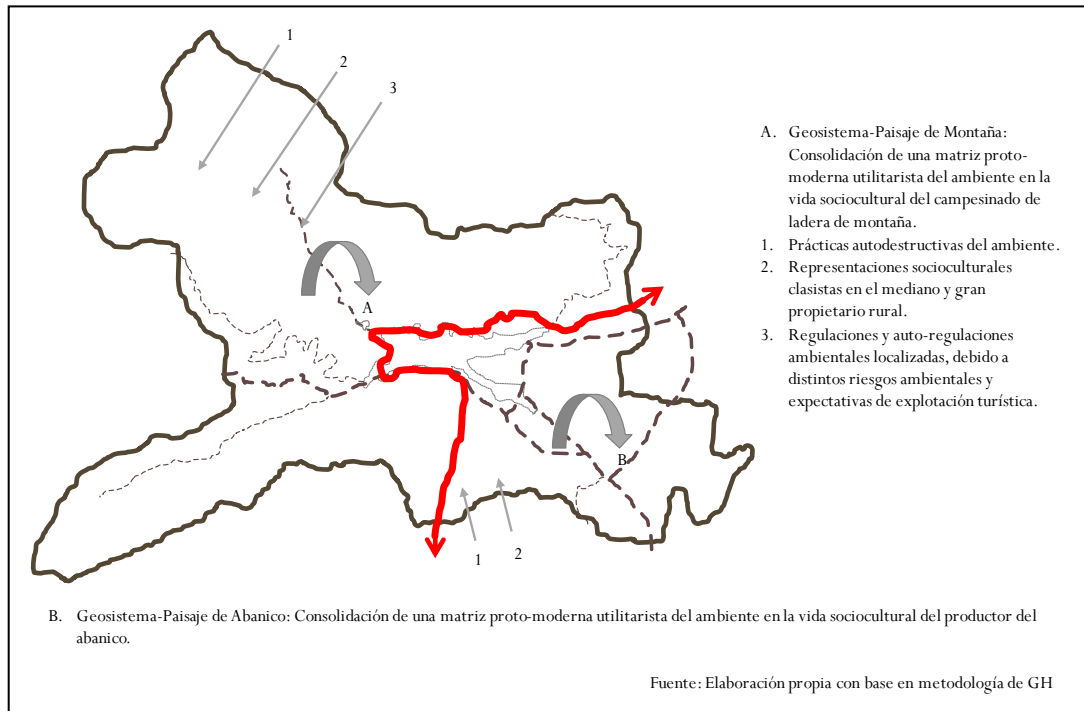 1
2
3
A. Geosistema-Paisaje de Montaña:
Consolidación de una matriz proto-
moderna utilitarista del ambiente en la
vida sociocultural del campesinado de
ladera de montaña.
1. Prácticas autodestructivas del ambiente.
2. Representaciones socioculturales
clasistas en el mediano y gran
propietario rural.
3. Regulaciones y auto-regulaciones
ambientales localizadas, debido a
distintos riesgos ambientales y
expectativas de explotación turística.
A
B
1
2
B. Geosistema-Paisaje de Abanico: Consolidación de una matriz proto-moderna utilitarista del ambiente en la vida sociocultural del productor del
abanico.
Fuente: Elaboración propia con base en metodología de GH